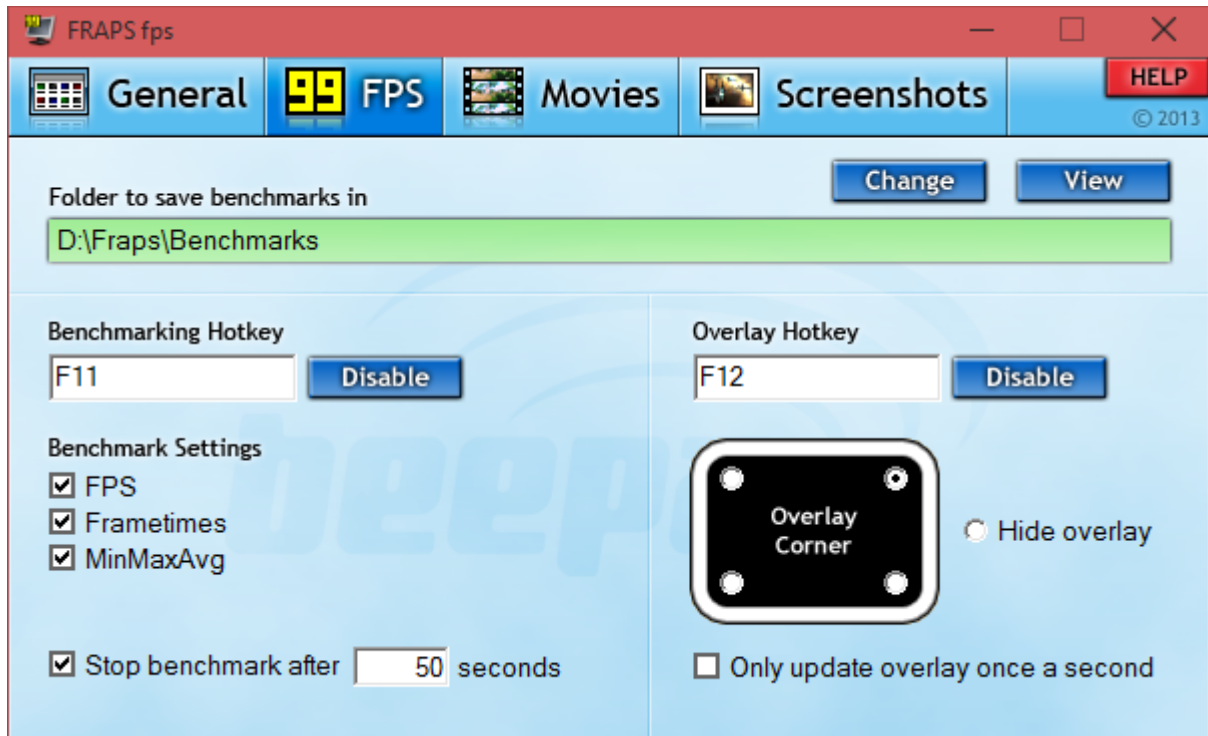 FRAPS fps
General
99 FPS
Movies
Screenshots
HELP
© 2013
Folder to save benchmarks in
Change
View
D:\Fraps\Benchmarks
Benchmarking Hotkey
F11
Disable
Benchmark Settings
FPS
Frametimes
MinMaxAvg
Stop benchmark after 50 seconds
Overlay Hotkey
F12
Disable
Overlay
Corner
Hide overlay
Only update overlay once a second